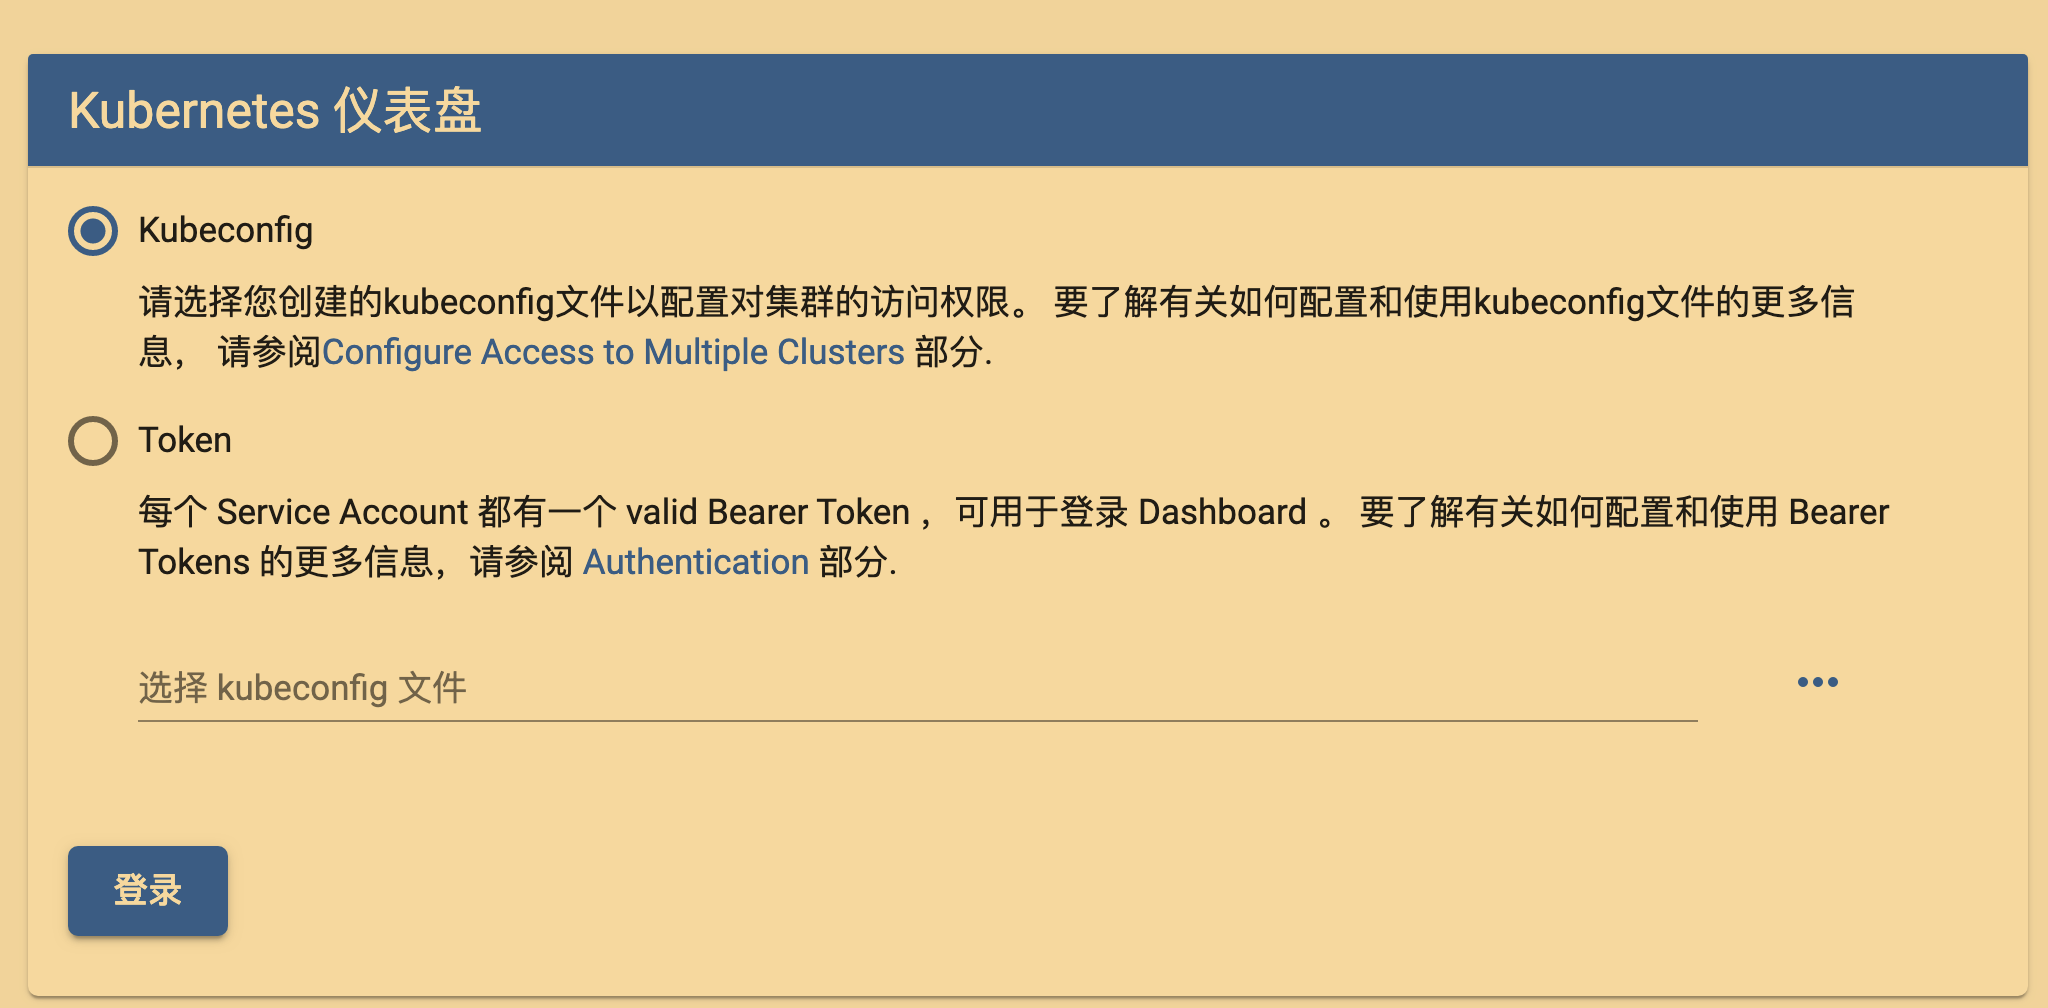 Kubernetes 仪表盘
Kubeconfig
请选择您创建的kubeconfig文件以配置对集群的访问权限。 要了解有关如何配置和使用kubeconfig文件的更多信
息， 请参阅Configure Access to Multiple Clusters 部分.
Token
每个 Service Account 都有一个 valid Bearer Token ，可用于登录 Dashboard 。 要了解有关如何配置和使用 Bearer
Tokens 的更多信息，请参阅 Authentication 部分.
选择 kubeconfig 文件
登录